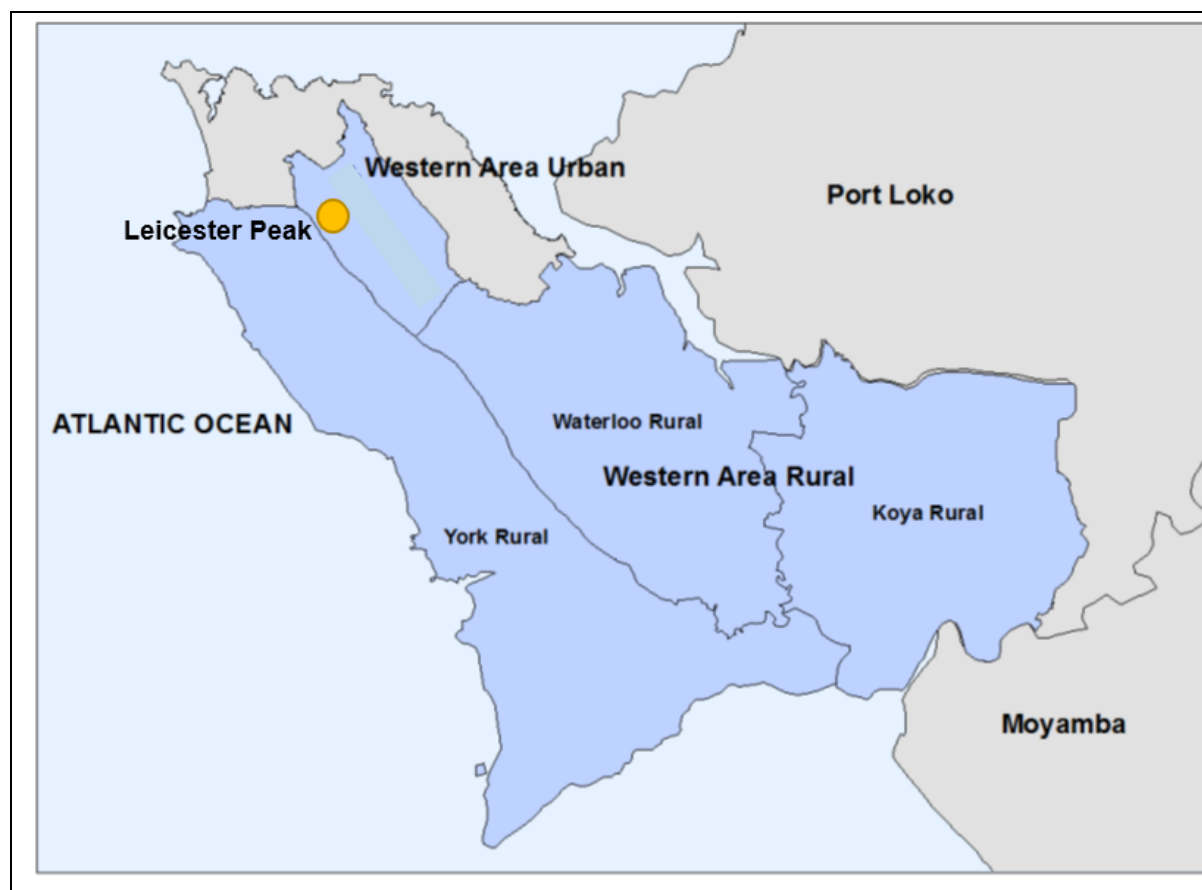 Western Area Urban
Port Loko
Leicester Peak
ATLANTIC OCEAN
Waterloo Rural
Western Area Rural
Koya Rural
York Rural
Moyamba